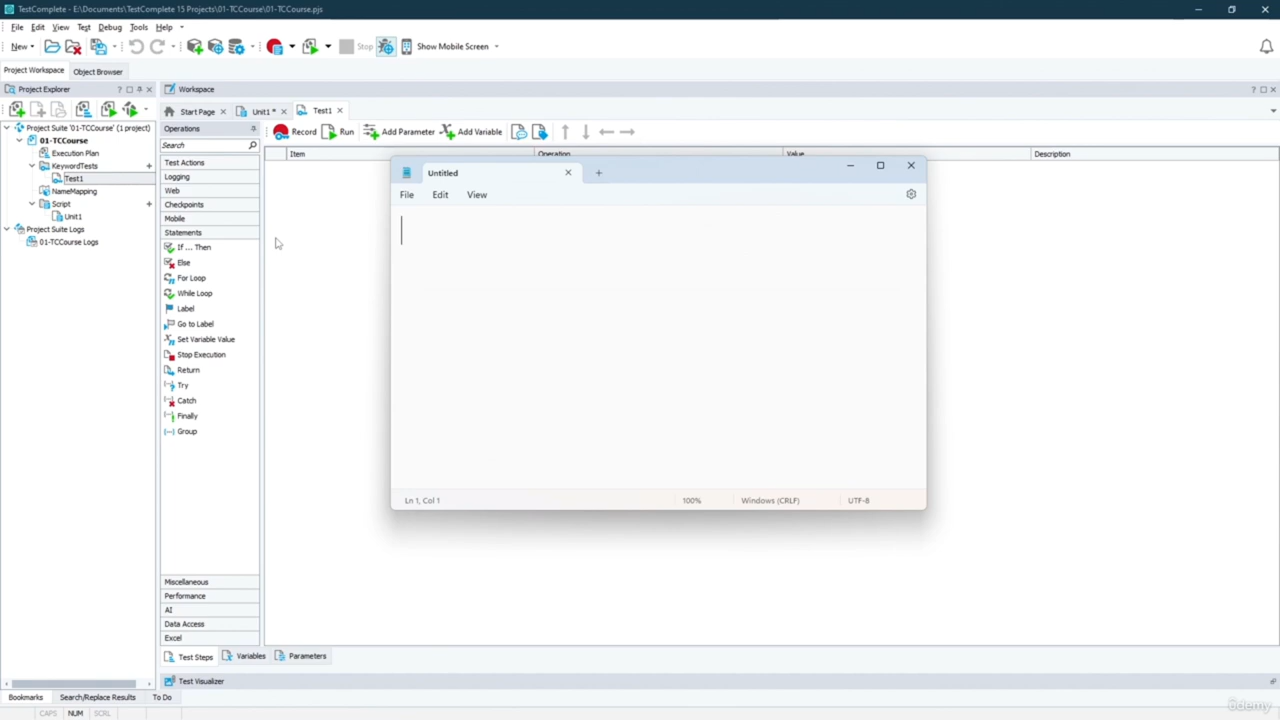 TestComplete - E:\Documents\TestComplete 15 Projects\01-TCCourse\01-TCCourse.pjs
File Edit View Test Debug Tools Help
New Stop Show Mobile Screen
Project Workspace Object Browser
Project Explorer
Project Suite '01-TCCourse' (1 project)
01-TCCourse
Execution Plan
KeywordTests
Test1
NameMapping
Script
Unit1
Project Suite Logs
01-TCCourse Logs
Workspace
Start Page Unit1 * Test1
Operations
Search
Test Actions
Logging
Web
Checkpoints
Mobile
Statements
If ... Then
Else
For Loop
While Loop
Label
Go to Label
Set Variable Value
Stop Execution
Return
Try
Catch
Finally
Group
Miscellaneous
Performance
AI
Data Access
Excel
Record Run Add Parameter Add Variable
Item Operation Value Description
Untitled
File Edit View
Ln 1, Col 1 100% Windows (CRLF) UTF-8
Test Steps Variables Parameters
Test Visualizer
Bookmarks Search/Replace Results To Do
CAPS NUM SCRL
ûdemy